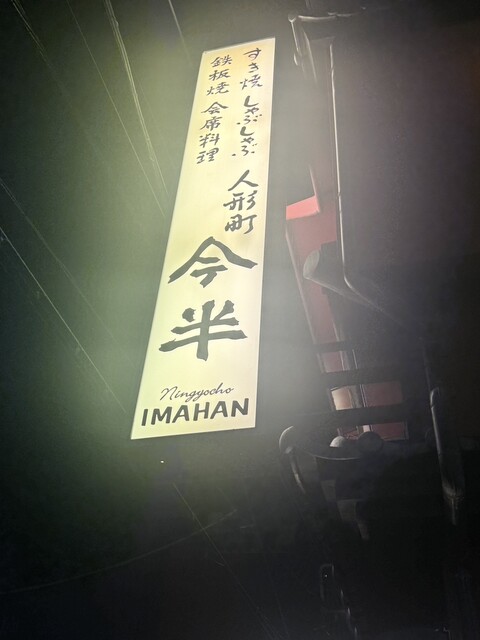 すき焼 しゃぶしゃぶ
鉄板焼 会席料理
人形町
今半
Ningyocho
IMAHAN